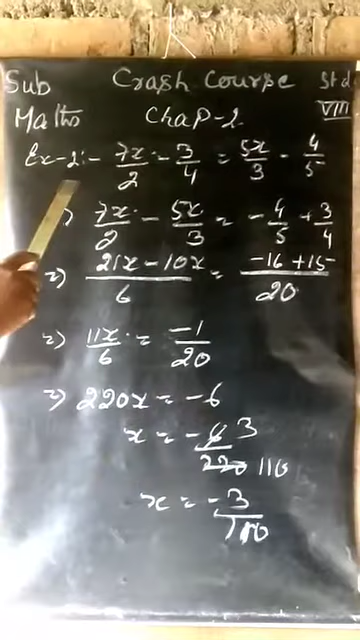 Sub Crash Course Std
Maths Chap-2 VIII
Ex-2:- 7x/2 - 3/4 = 5x/3 - 4/5
⇒ 7x/2 - 5x/3 = -4/5 + 3/4
⇒ 21x - 10x/6 = -16 + 15/20
⇒ 11x/6 = -1/20
⇒ 220x = -6
x = -6/220 3 110
x = -3/110